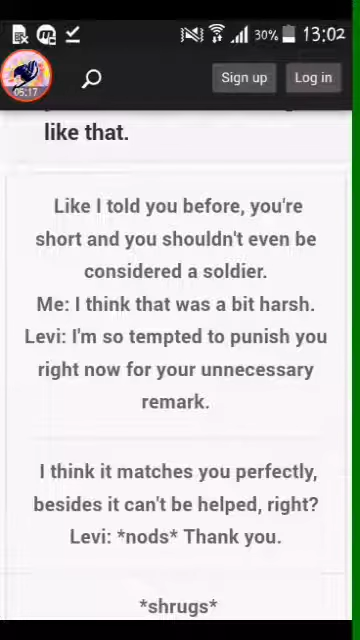 30% 13:02
05:17
Sign up
Log in
like that.
Like I told you before, you're
short and you shouldn't even be
considered a soldier.
Me: I think that was a bit harsh.
Levi: I'm so tempted to punish you
right now for your unnecessary
remark.
I think it matches you perfectly,
besides it can't be helped, right?
Levi: *nods* Thank you.
*shrugs*